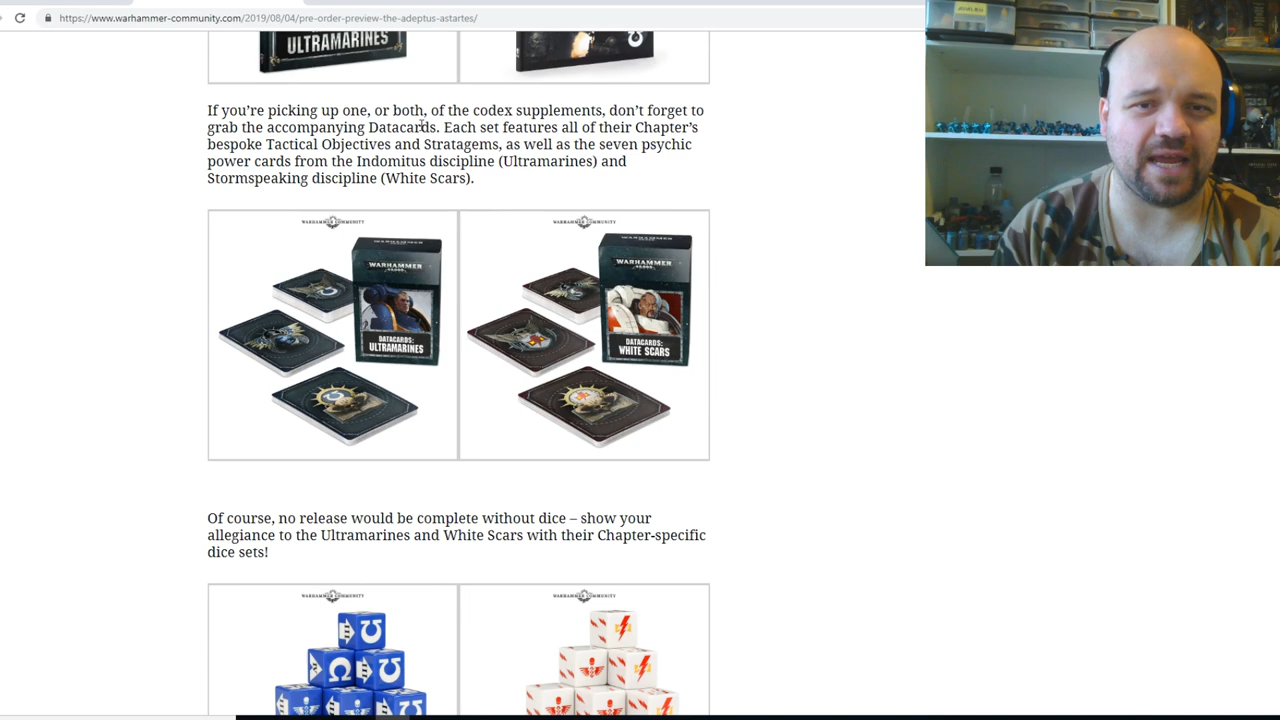 https://www.warhammer-community.com/2019/08/04/pre-order-preview-the-adeptus-astartes/
ULTRAMARINES
If you’re picking up one, or both, of the codex supplements, don’t forget to
grab the accompanying Datacards. Each set features all of their Chapter’s
bespoke Tactical Objectives and Stratagems, as well as the seven psychic
power cards from the Indomitus discipline (Ultramarines) and
Stormspeaking discipline (White Scars).
WARHAMMER COMMUNITY
WARHAMMER COMMUNITY
WARHAMMER
40,000
DATACARDS:
ULTRAMARINES
WARHAMMER
40,000
DATACARDS:
WHITE SCARS
Of course, no release would be complete without dice – show your
allegiance to the Ultramarines and White Scars with their Chapter-specific
dice sets!
WARHAMMER COMMUNITY
WARHAMMER COMMUNITY